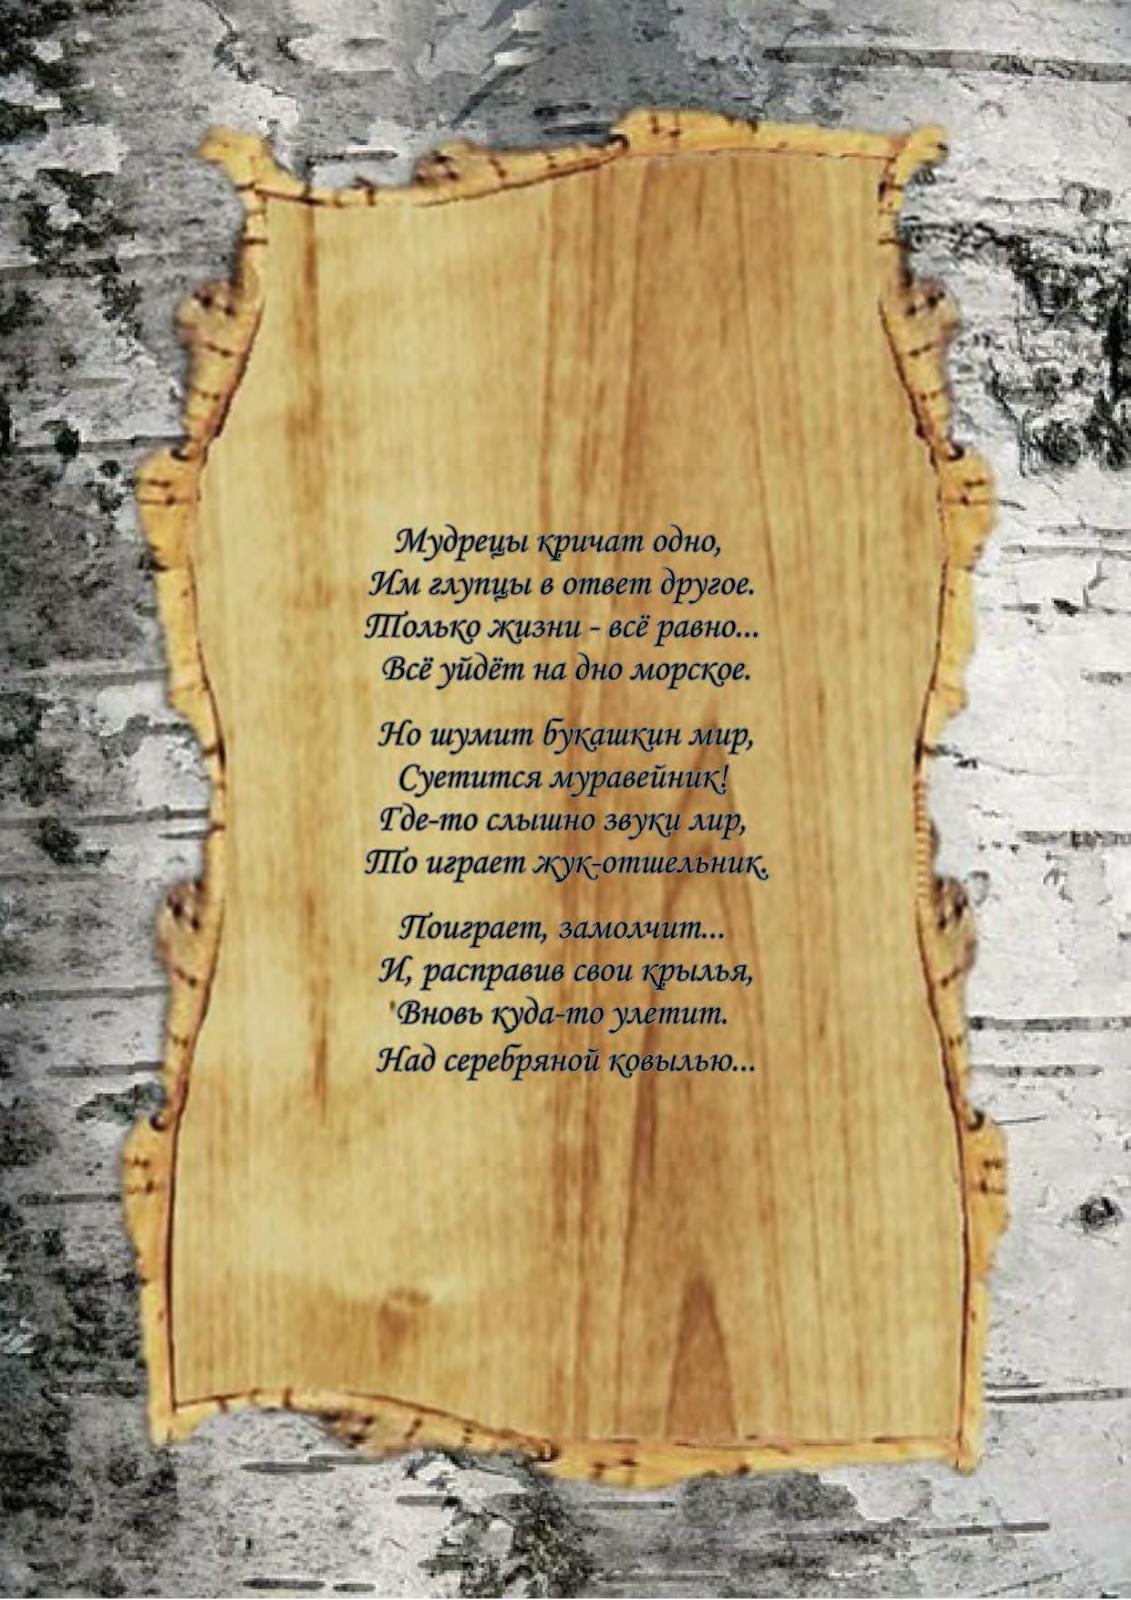 Мудрецы кричат одно,
Им глупцы в ответ другое.
Только жизни - всё равно...
Всё уйдёт на дно морское.
Но шумит букашкин мир,
Суетится муравейник!
Где-то слышно звуки лир,
То играет жук-отшельник.
Поиграет, замолчит...
И, расправив свои крылья,
Вновь куда-то улетит.
Над серебряной ковылью...